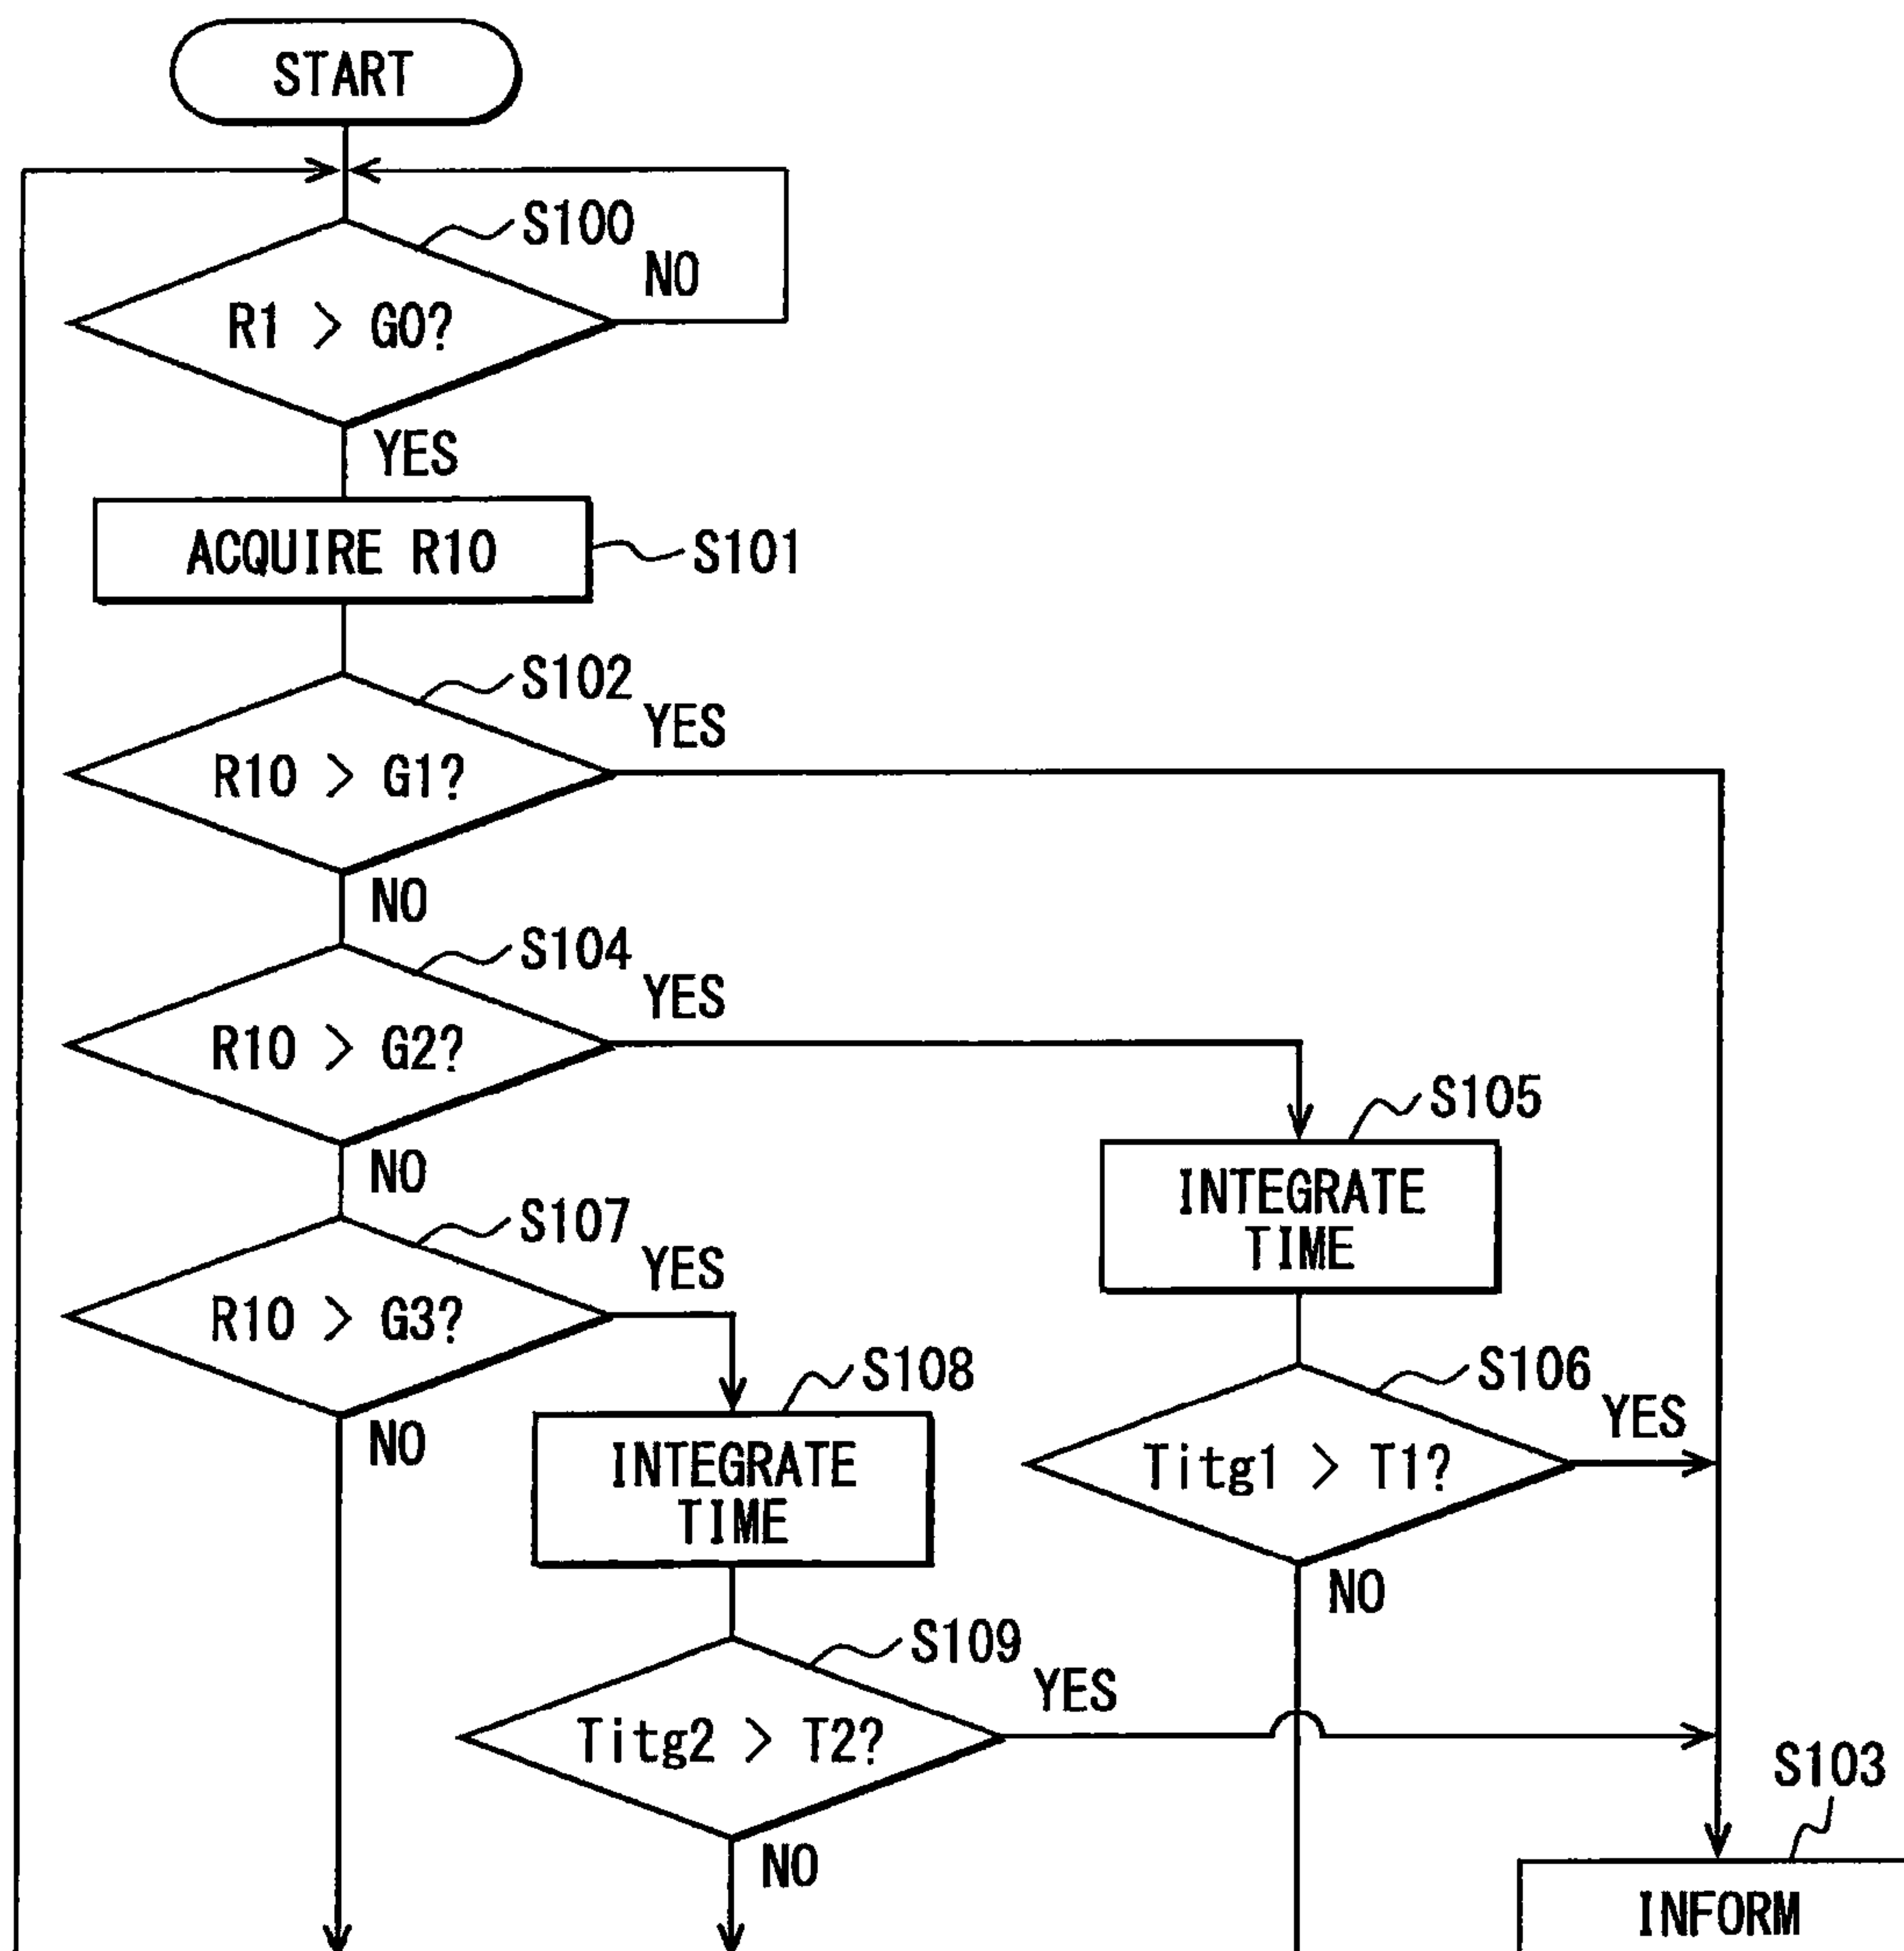 START
S100
NO
R1 > G0?
YES
ACQUIRE R10
S101
S102
YES
R10 > G1?
NO
S104
YES
R10 > G2?
S105
NO
INTEGRATE
TIME
S107
YES
R10 > G3?
S108
S106
YES
NO
INTEGRATE
TIME
Titg1 > T1?
NO
S109
YES
Titg2 > T2?
S103
NO
INFORM